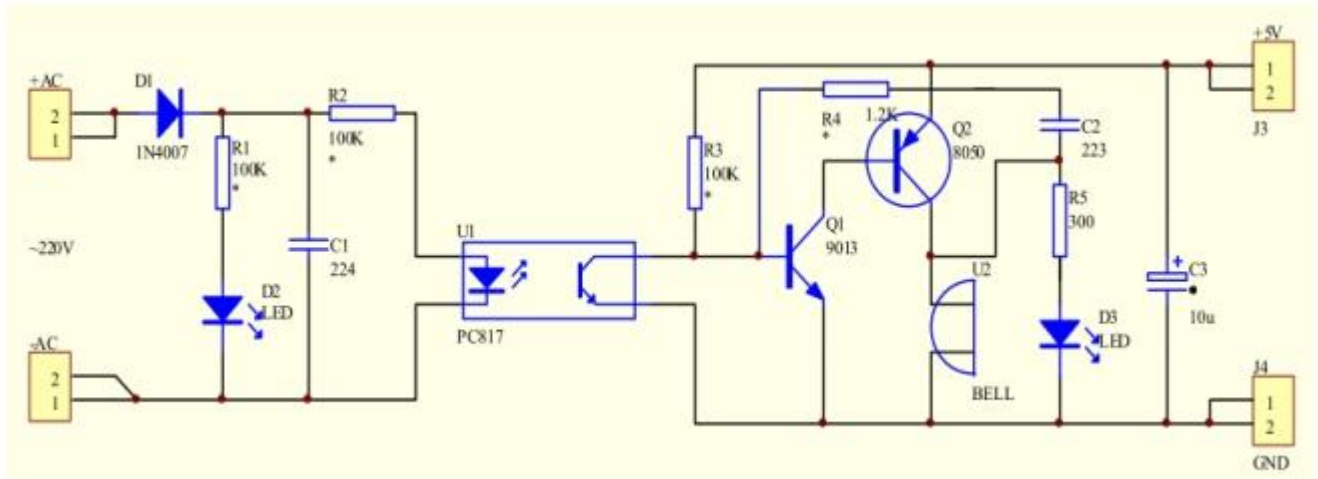 +AC
2
1
D1
1N4007
R1
100K
*
R2
100K
*
~220V
D2
LED
C1
224
-AC
2
1
U1
PC817
R3
100K
*
R4
*
1.2K
Q1
9013
Q2
8050
C2
223
R5
300
U2
BELL
D3
LED
C3
10u
+
+5V
1
2
J3
J4
1
2
GND